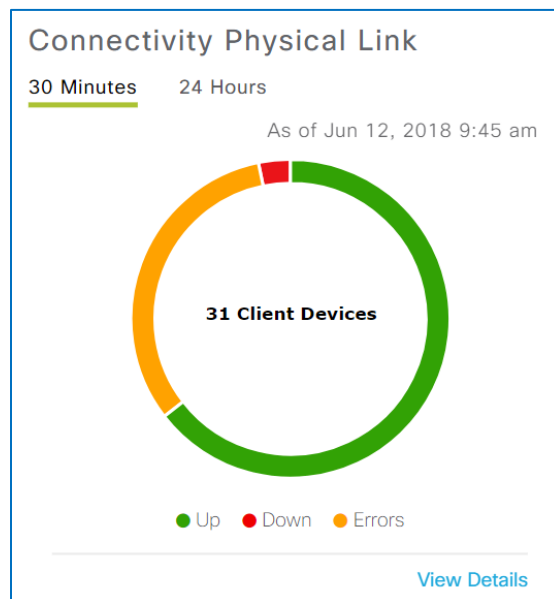 Connectivity Physical Link
30 Minutes 24 Hours
As of Jun 12, 2018 9:45 am
31 Client Devices
Up Down Errors
View Details